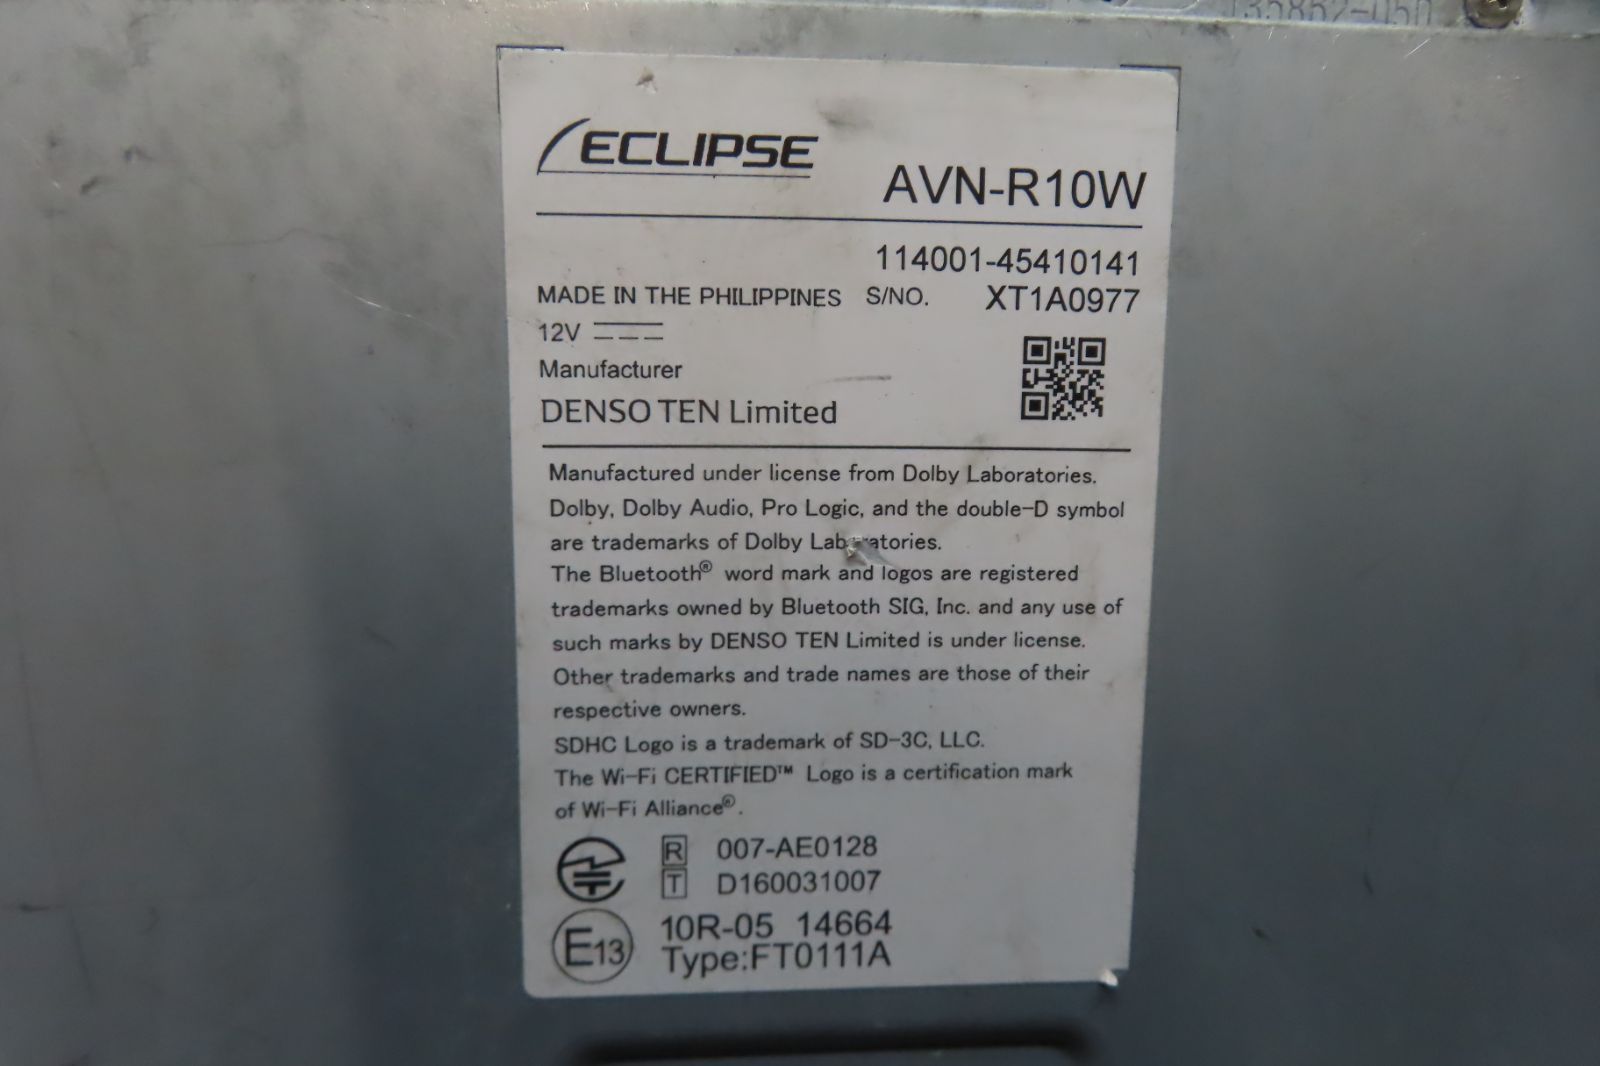 135852-050
ECLIPSE
AVN-R10W
114001-45410141
MADE IN THE PHILIPPINES S/NO. XT1A0977
12V
Manufacturer
DENSO TEN Limited
Manufactured under license from Dolby Laboratories.
Dolby, Dolby Audio, Pro Logic, and the double-D symbol
are trademarks of Dolby Laboratories.
The Bluetooth® word mark and logos are registered
trademarks owned by Bluetooth SIG, Inc. and any use of
such marks by DENSO TEN Limited is under license.
Other trademarks and trade names are those of their
respective owners.
SDHC Logo is a trademark of SD-3C, LLC.
The Wi-Fi CERTIFIED™ Logo is a certification mark
of Wi-Fi Alliance®.
R 007-AE0128
T D160031007
E13 10R-05 14664
Type:FT0111A